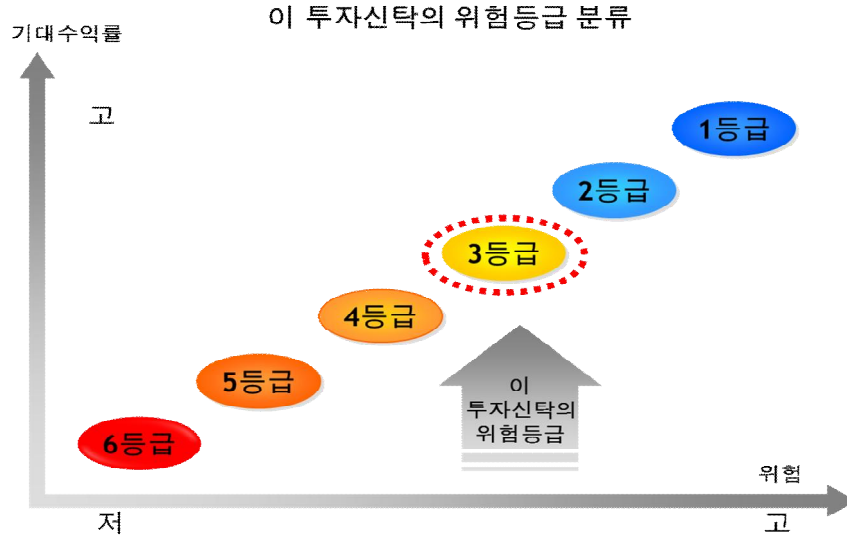 이 투자신탁의 위험등급 분류
기대수익률
고
1등급
2등급
3등급
4등급
5등급
6등급
이
투자신탁의
위험등급
위험
저
고